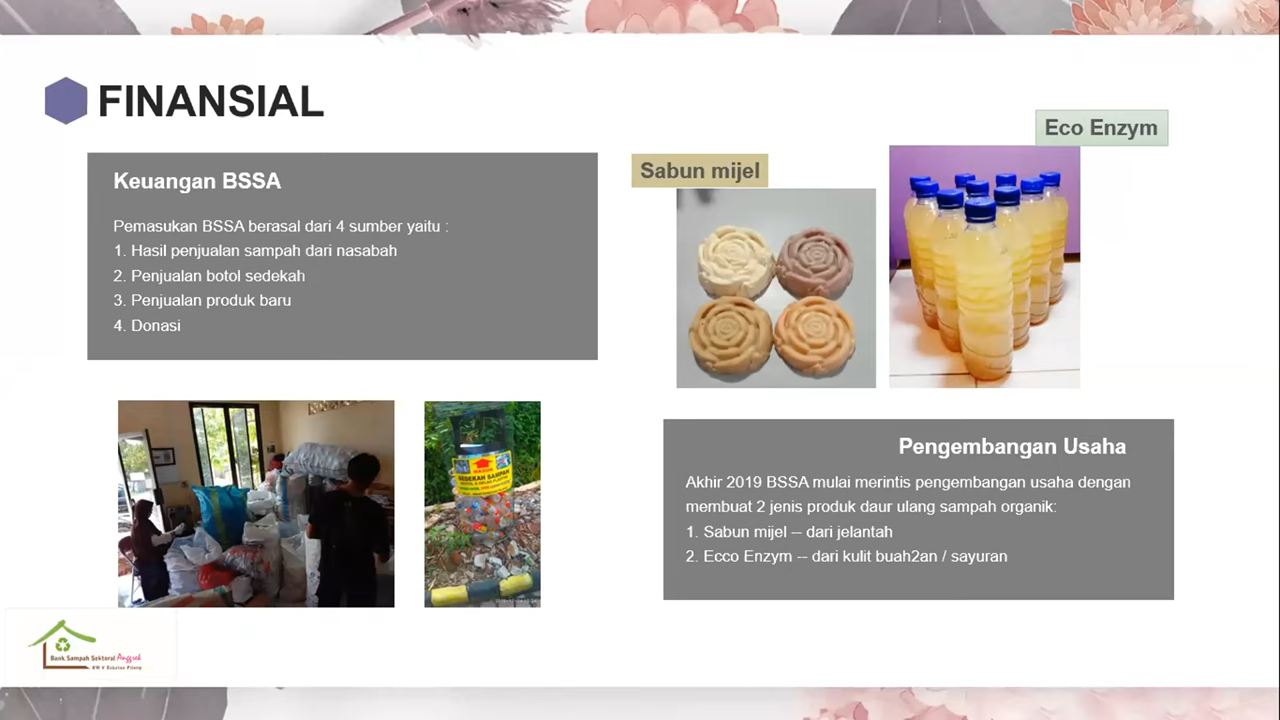 FINANSIAL
Keuangan BSSA
Pemasukan BSSA berasal dari 4 sumber yaitu :
1. Hasil penjualan sampah dari nasabah
2. Penjualan botol sedekah
3. Penjualan produk baru
4. Donasi
Sabun mijel
Eco Enzym
MASUK
SEDEKAH SAMPAH
Pengembangan Usaha
Akhir 2019 BSSA mulai merintis pengembangan usaha dengan
membuat 2 jenis produk daur ulang sampah organik:
1. Sabun mijel -- dari jelantah
2. Ecco Enzym -- dari kulit buah2an / sayuran
Bank Sampah Sektoral Anggrek